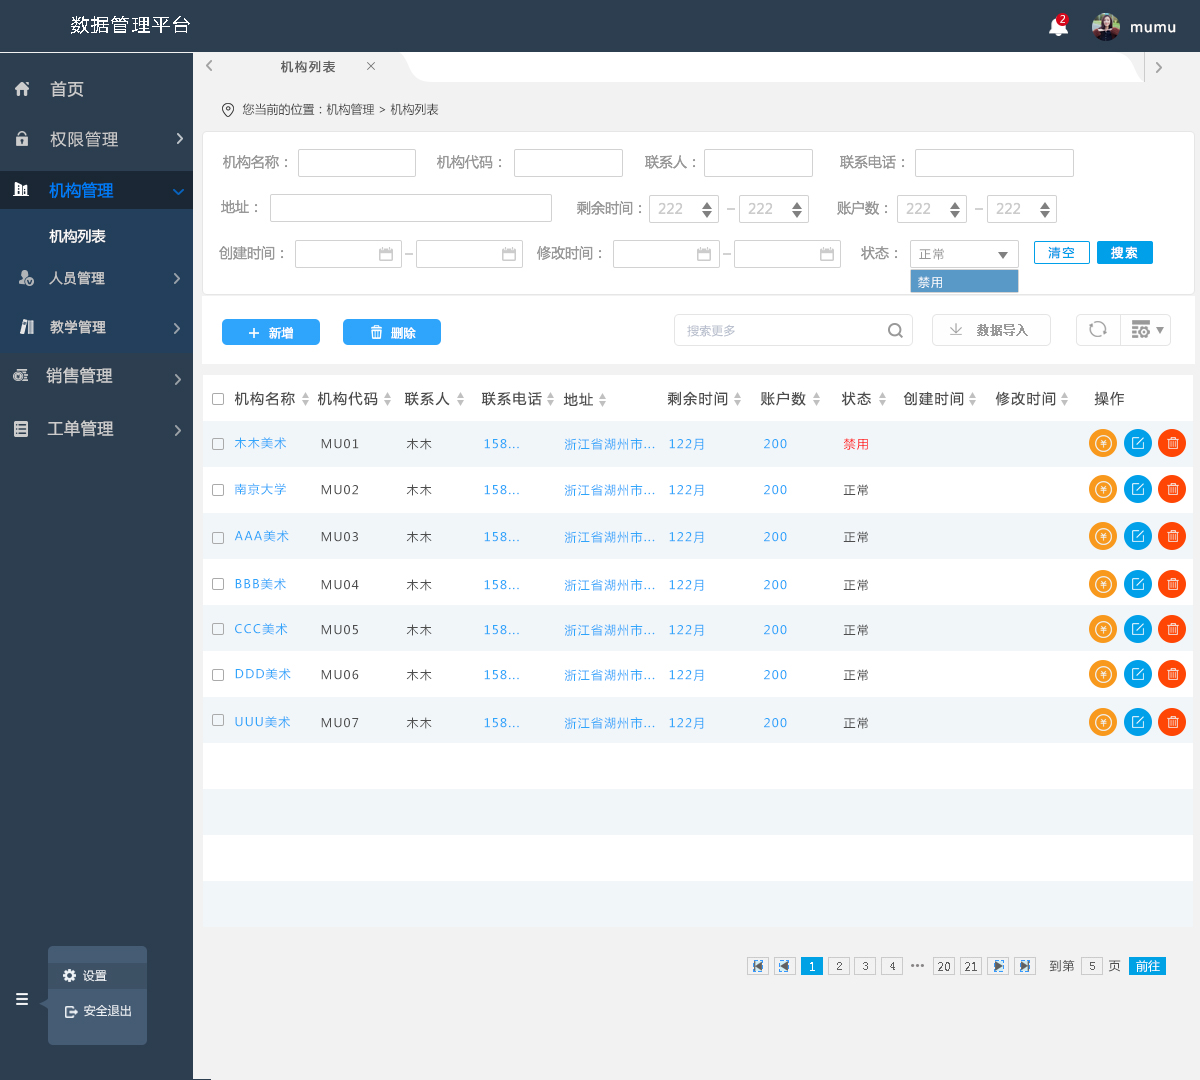 数据管理平台
2
mumu
首页
权限管理
机构管理
机构列表
人员管理
教学管理
销售管理
工单管理
设置
安全退出
机构列表
您当前的位置：机构管理 > 机构列表
机构名称： 机构代码： 联系人： 联系电话：
地址： 剩余时间： 222 – 222 账户数： 222 – 222
创建时间： – 修改时间： – 状态： 正常 清空 搜索
禁用
+ 新增 删除 搜索更多 数据导入
机构名称 机构代码 联系人 联系电话 地址 剩余时间 账户数 状态 创建时间 修改时间 操作
木木美术 MU01 木木 158... 浙江省湖州市... 122月 200 禁用
南京大学 MU02 木木 158... 浙江省湖州市... 122月 200 正常
AAA美术 MU03 木木 158... 浙江省湖州市... 122月 200 正常
BBB美术 MU04 木木 158... 浙江省湖州市... 122月 200 正常
CCC美术 MU05 木木 158... 浙江省湖州市... 122月 200 正常
DDD美术 MU06 木木 158... 浙江省湖州市... 122月 200 正常
UUU美术 MU07 木木 158... 浙江省湖州市... 122月 200 正常
1 2 3 4 ••• 20 21 到第 5 页 前往